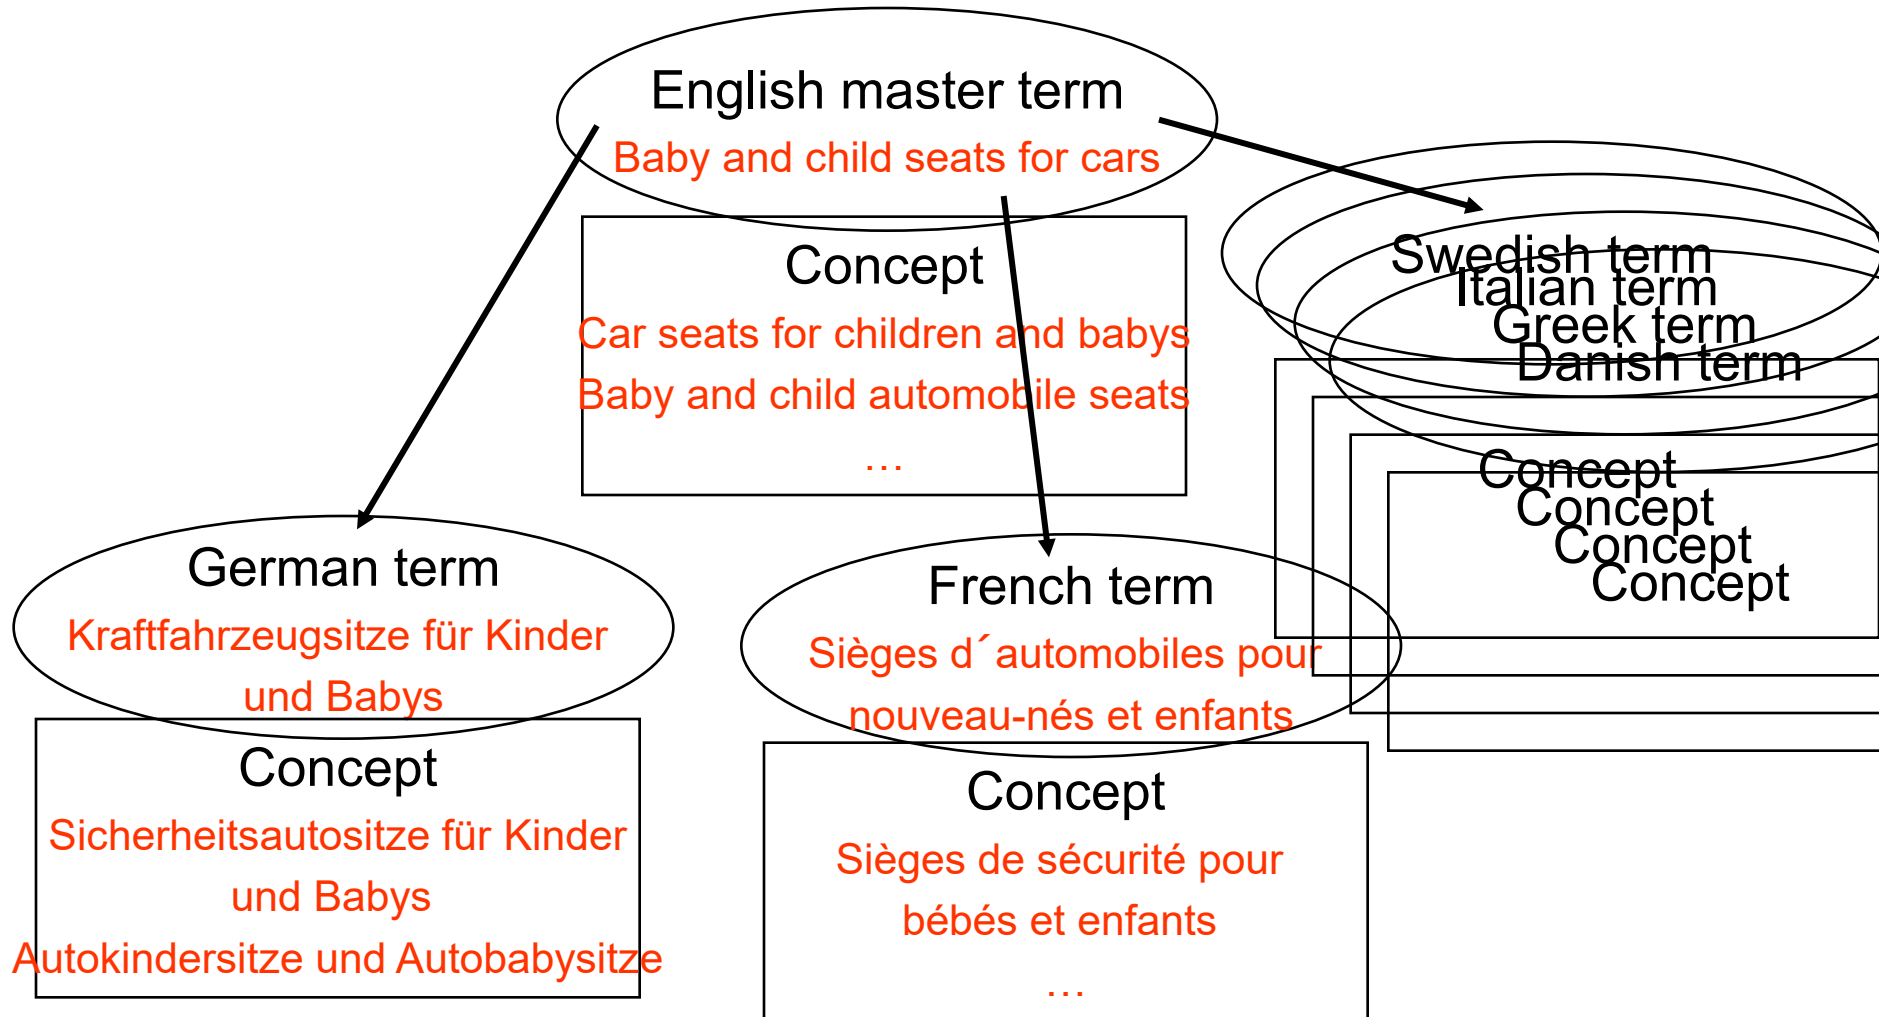 English master term
Baby and child seats for cars
Concept
Car seats for children and babys
Baby and child automobile seats
…
Swedish term
Italian term
Greek term
Danish term
Concept
Concept
Concept
Concept
German term
Kraftfahrzeugsitze für Kinder
und Babys
Concept
Sicherheitsautositze für Kinder
und Babys
Autokindersitze und Autobabysitze
French term
Sièges d´automobiles pour
nouveau-nés et enfants
Concept
Sièges de sécurité pour
bébés et enfants
…